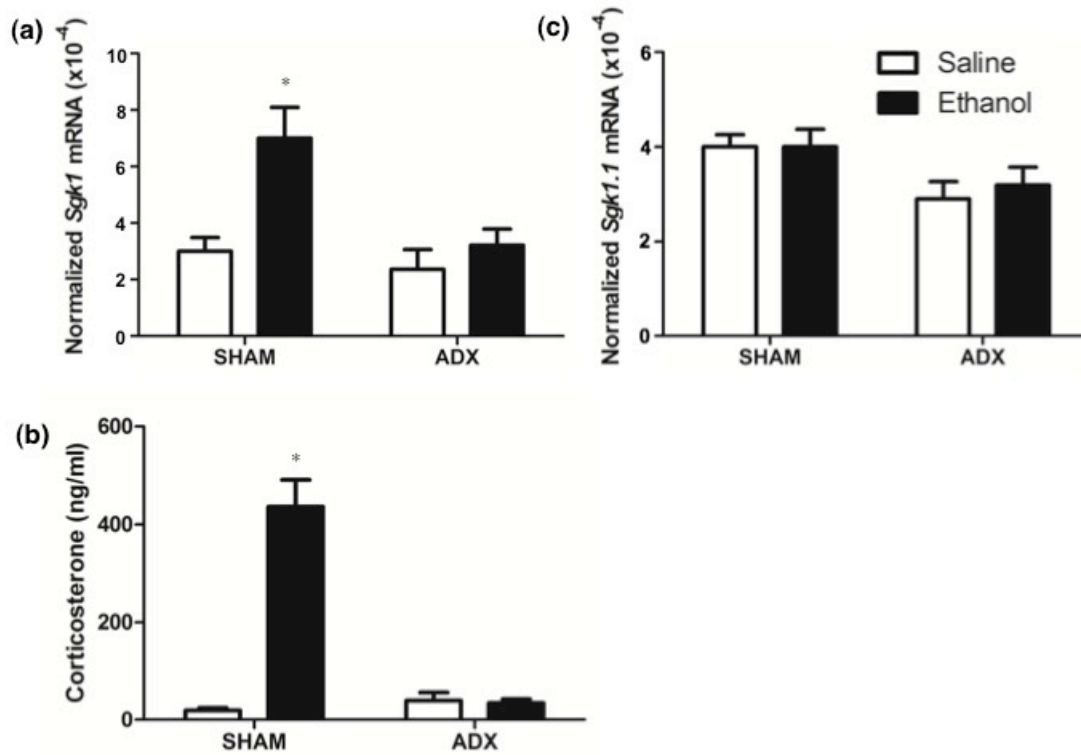 (a)
Normalized Sgk1 mRNA (x10⁻⁴)
10
8
6
4
2
0
*
SHAM
ADX
(c)
Normalized Sgk1.1 mRNA (x10⁻⁴)
6
4
2
0
Saline
Ethanol
SHAM
ADX
(b)
Corticosterone (ng/ml)
600
400
200
0
*
SHAM
ADX